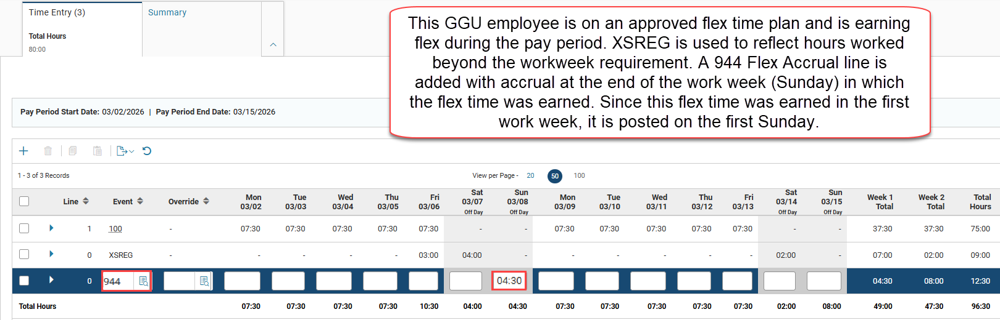 Time Entry (3)
Summary
Total Hours
80:00
This GGU employee is on an approved flex time plan and is earning
flex during the pay period. XSREG is used to reflect hours worked
beyond the workweek requirement. A 944 Flex Accrual line is
added with accrual at the end of the work week (Sunday) in which
the flex time was earned. Since this flex time was earned in the first
work week, it is posted on the first Sunday.
Pay Period Start Date: 03/02/2026 | Pay Period End Date: 03/15/2026
1 - 3 of 3 Records View per Page - 20 50 100
Line Event Override Mon 03/02 Tue 03/03 Wed 03/04 Thu 03/05 Fri 03/06 Sat 03/07 Off Day Sun 03/08 Off Day Mon 03/09 Tue 03/10 Wed 03/11 Thu 03/12 Fri 03/13 Sat 03/14 Off Day Sun 03/15 Off Day Week 1 Total Week 2 Total Total Hours
1 100 - 07:30 07:30 07:30 07:30 07:30 - - 07:30 07:30 07:30 07:30 07:30 - - 37:30 37:30 75:00
0 XSREG - - - - - 03:00 04:00 - - - - - - 02:00 - 07:00 02:00 09:00
0 944 04:30 04:30 08:00 12:30
Total Hours 07:30 07:30 07:30 07:30 10:30 04:00 04:30 07:30 07:30 07:30 07:30 07:30 02:00 08:00 49:00 47:30 96:30